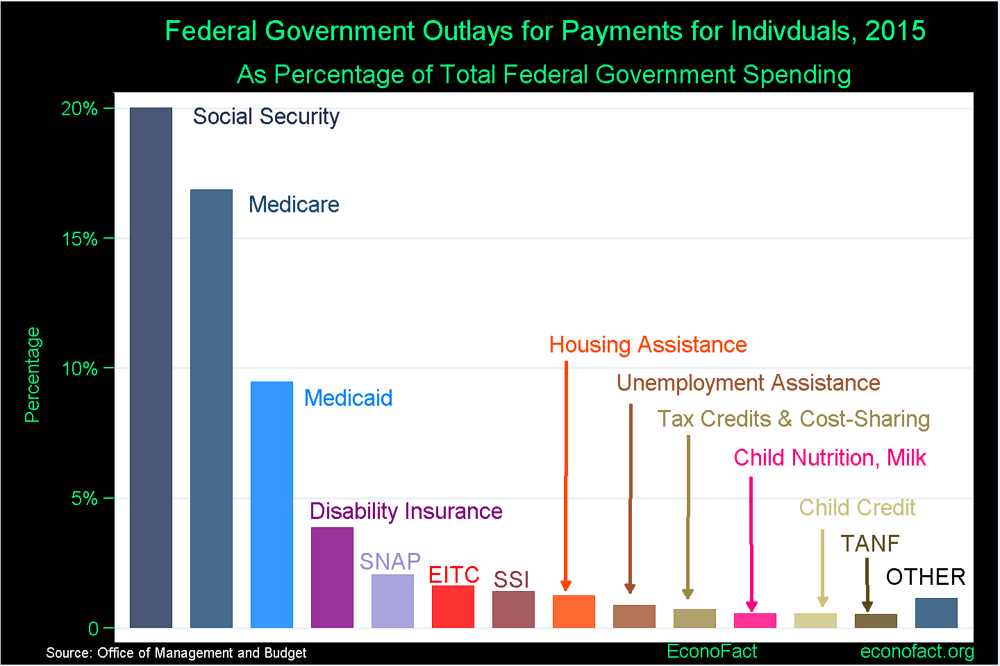 Federal Government Outlays for Payments for Indivduals, 2015
As Percentage of Total Federal Government Spending
Percentage
20%
15%
10%
5%
0
Social Security
Medicare
Medicaid
Disability Insurance
SNAP
EITC
SSI
Housing Assistance
Unemployment Assistance
Tax Credits & Cost-Sharing
Child Nutrition, Milk
Child Credit
TANF
OTHER
Source: Office of Management and Budget
EconoFact
econofact.org